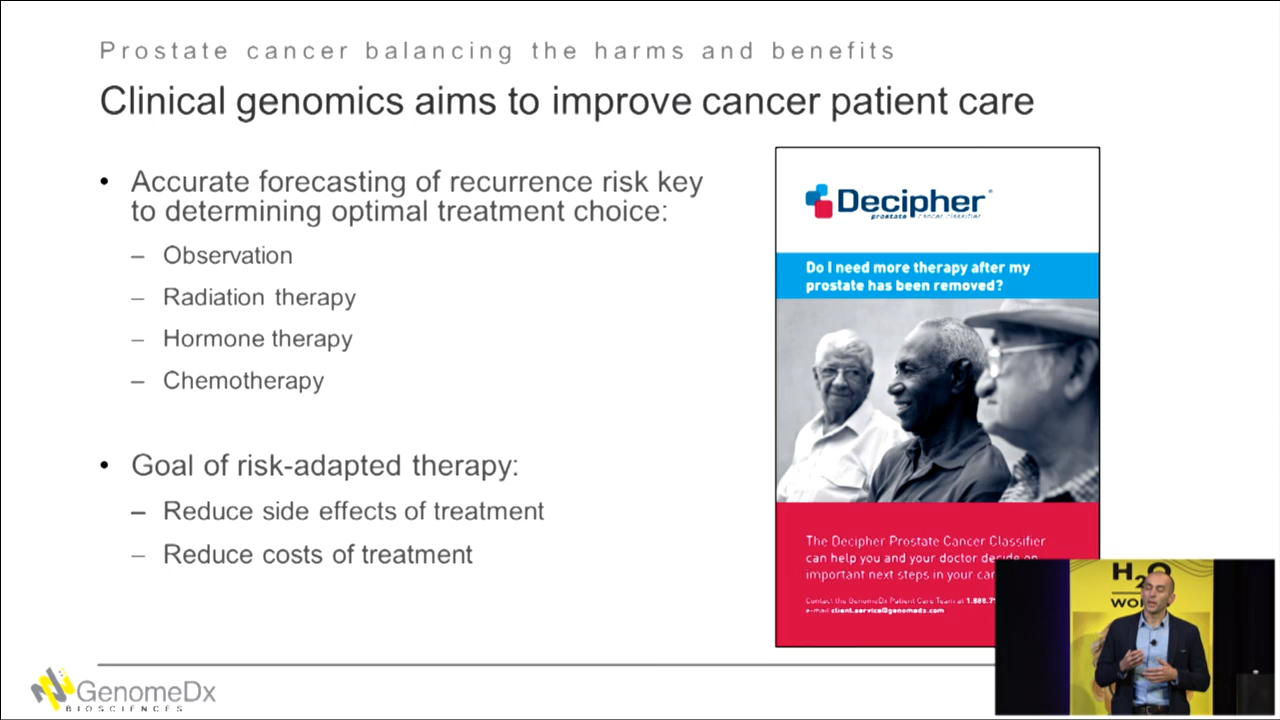 Prostate cancer balancing the harms and benefits
Clinical genomics aims to improve cancer patient care
• Accurate forecasting of recurrence risk key
to determining optimal treatment choice:
– Observation
– Radiation therapy
– Hormone therapy
– Chemotherapy
• Goal of risk-adapted therapy:
– Reduce side effects of treatment
– Reduce costs of treatment
Decipher®
prostate cancer classifier
Do I need more therapy after my
prostate has been removed?
The Decipher Prostate Cancer Classifier
can help you and your doctor decide on
important next steps in your
Contact the GenomeDx Patient Care Team at 1.888.7
e-mail client.service@genomedx.com
H2O
WO
GenomeDx
BIOSCIENCES